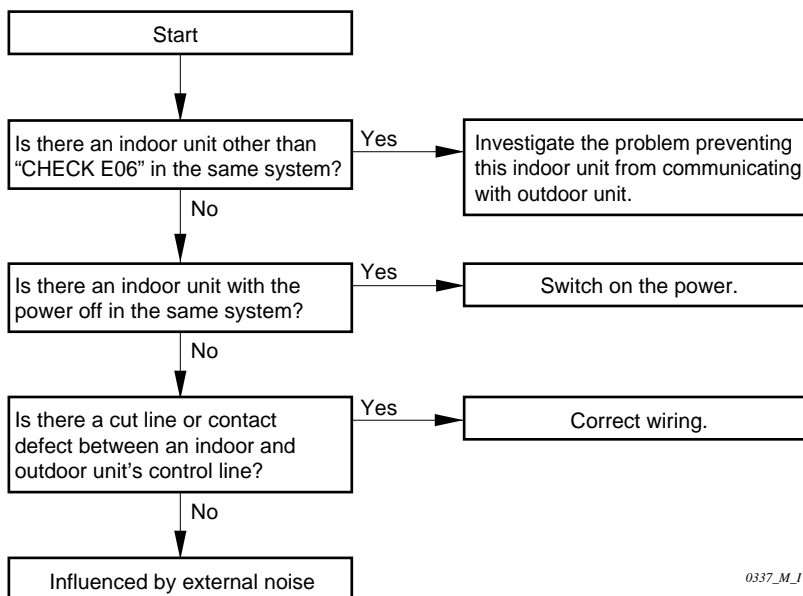 Start
Is there an indoor unit other than
“CHECK E06” in the same system?
Yes
Investigate the problem preventing
this indoor unit from communicating
with outdoor unit.
No
Is there an indoor unit with the
power off in the same system?
Yes
Switch on the power.
No
Is there a cut line or contact
defect between an indoor and
outdoor unit’s control line?
Yes
Correct wiring.
No
Influenced by external noise
0337_M_I